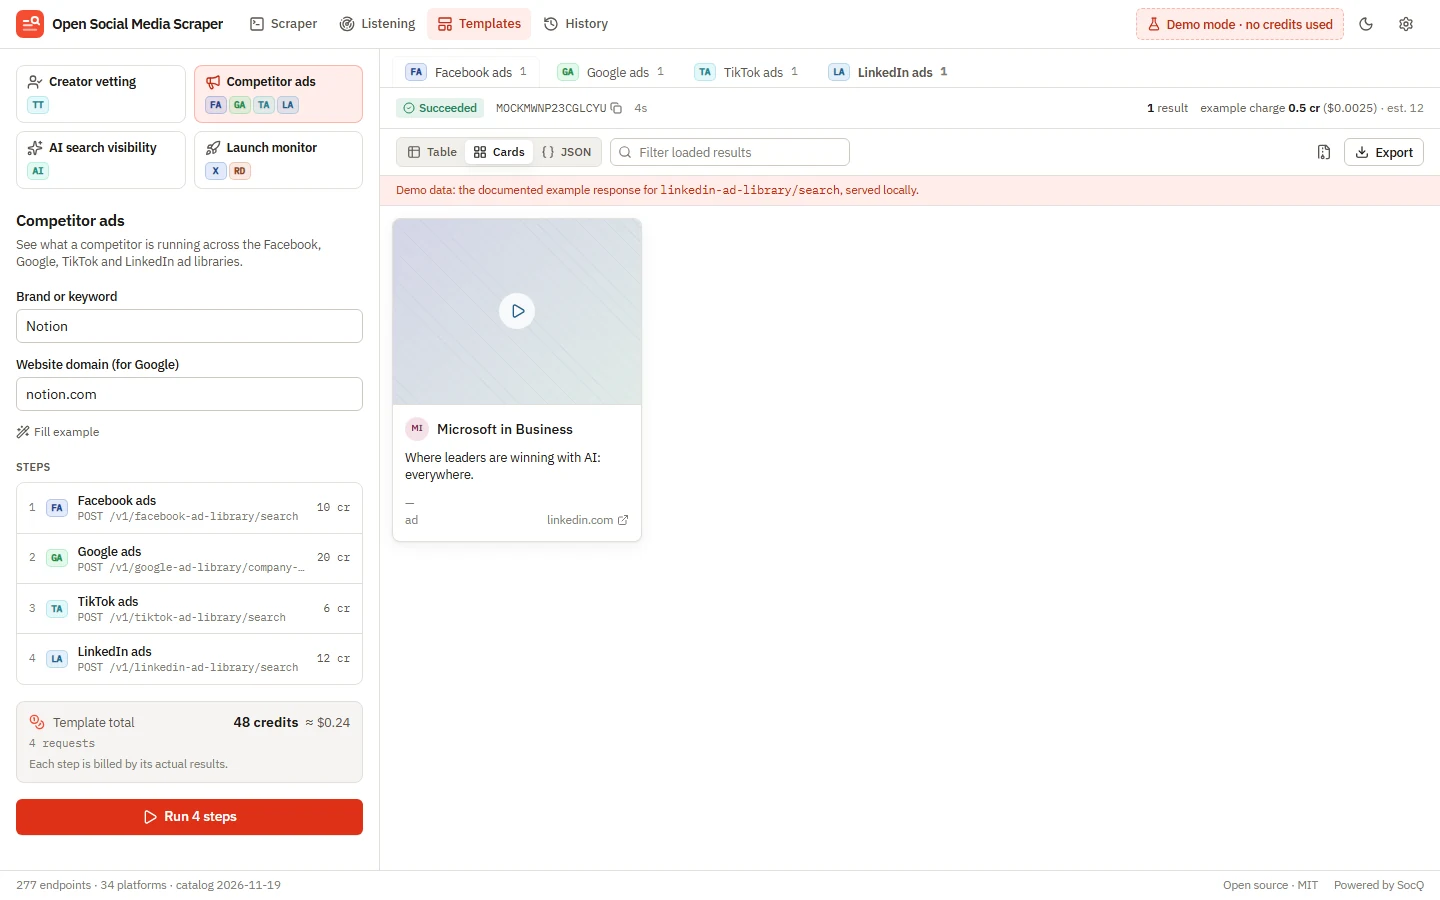 Open Social Media Scraper
Scraper
Listening
Templates
History
Demo mode · no credits used
Creator vetting
TT
Competitor ads
FA GA TA LA
AI search visibility
AI
Launch monitor
X RD
Competitor ads
See what a competitor is running across the Facebook,
Google, TikTok and LinkedIn ad libraries.
Brand or keyword
Notion
Website domain (for Google)
notion.com
Fill example
STEPS
1 FA Facebook ads 10 cr
POST /v1/facebook-ad-library/search
2 GA Google ads 20 cr
POST /v1/google-ad-library/company-…
3 TA TikTok ads 6 cr
POST /v1/tiktok-ad-library/search
4 LA LinkedIn ads 12 cr
POST /v1/linkedin-ad-library/search
Template total 48 credits ≈ $0.24
4 requests
Each step is billed by its actual results.
Run 4 steps
FA Facebook ads 1
GA Google ads 1
TA TikTok ads 1
LA LinkedIn ads 1
Succeeded MOCKMWNP23CGLCYU 4s
1 result example charge 0.5 cr ($0.0025) · est. 12
Table Cards JSON Filter loaded results
Export
Demo data: the documented example response for linkedin-ad-library/search, served locally.
MI Microsoft in Business
Where leaders are winning with AI:
everywhere.
—
ad linkedin.com
277 endpoints · 34 platforms · catalog 2026-11-19
Open source · MIT Powered by SocQ